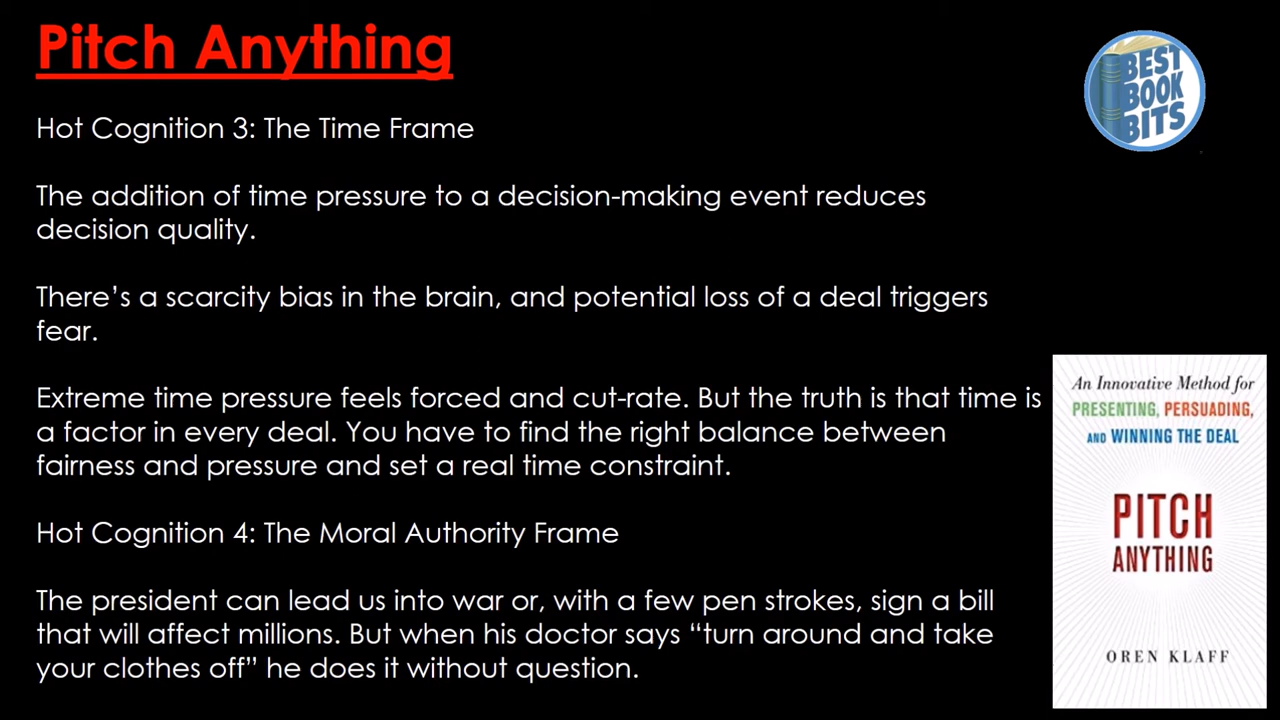 Pitch Anything
BEST
BOOK
BITS
Hot Cognition 3: The Time Frame
The addition of time pressure to a decision-making event reduces
decision quality.
There’s a scarcity bias in the brain, and potential loss of a deal triggers
fear.
Extreme time pressure feels forced and cut-rate. But the truth is that time is
a factor in every deal. You have to find the right balance between
fairness and pressure and set a real time constraint.
Hot Cognition 4: The Moral Authority Frame
The president can lead us into war or, with a few pen strokes, sign a bill
that will affect millions. But when his doctor says “turn around and take
your clothes off” he does it without question.
An Innovative Method for
PRESENTING, PERSUADING,
AND WINNING THE DEAL
PITCH
ANYTHING
OREN KLAFF